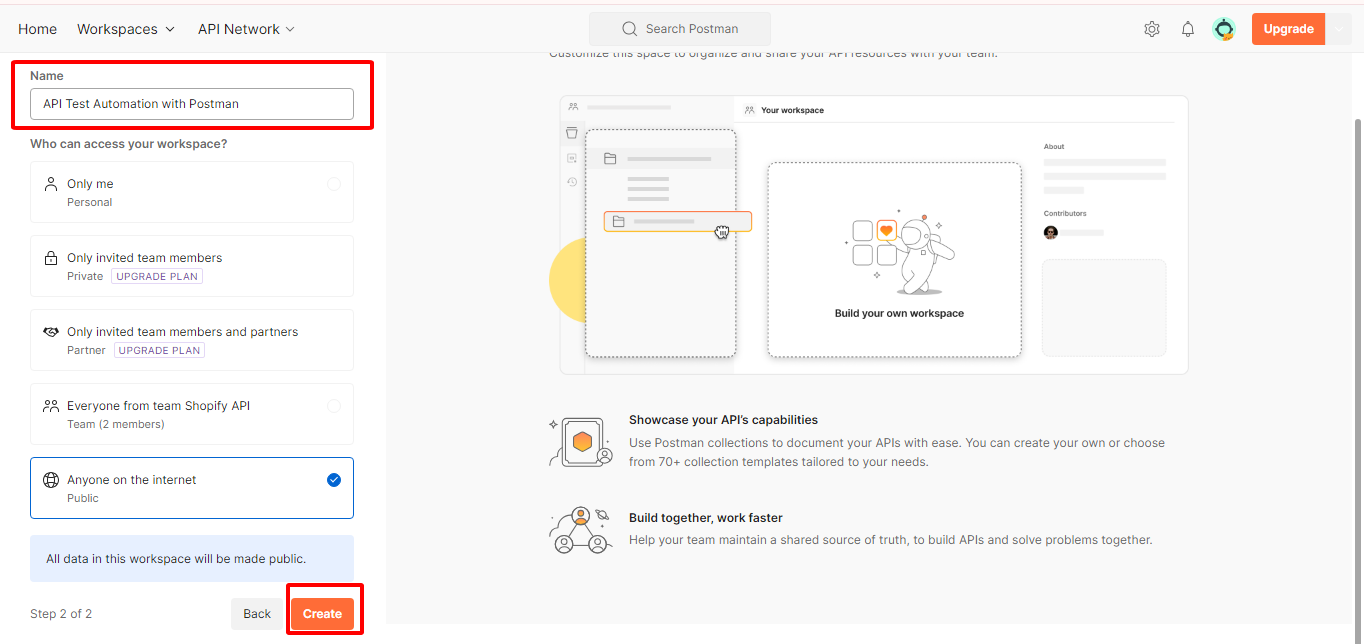 Home
Workspaces
API Network
Search Postman
Upgrade
Name
API Test Automation with Postman
Who can access your workspace?
Only me
Personal
Only invited team members
Private UPGRADE PLAN
Only invited team members and partners
Partner UPGRADE PLAN
Everyone from team Shopify API
Team (2 members)
Anyone on the internet
Public
All data in this workspace will be made public.
Step 2 of 2
Back
Create
Customize this space to organize and share your API resources with your team.
Your workspace
About
Contributors
Build your own workspace
Showcase your API's capabilities
Use Postman collections to document your APIs with ease. You can create your own or choose
from 70+ collection templates tailored to your needs.
Build together, work faster
Help your team maintain a shared source of truth, to build APIs and solve problems together.